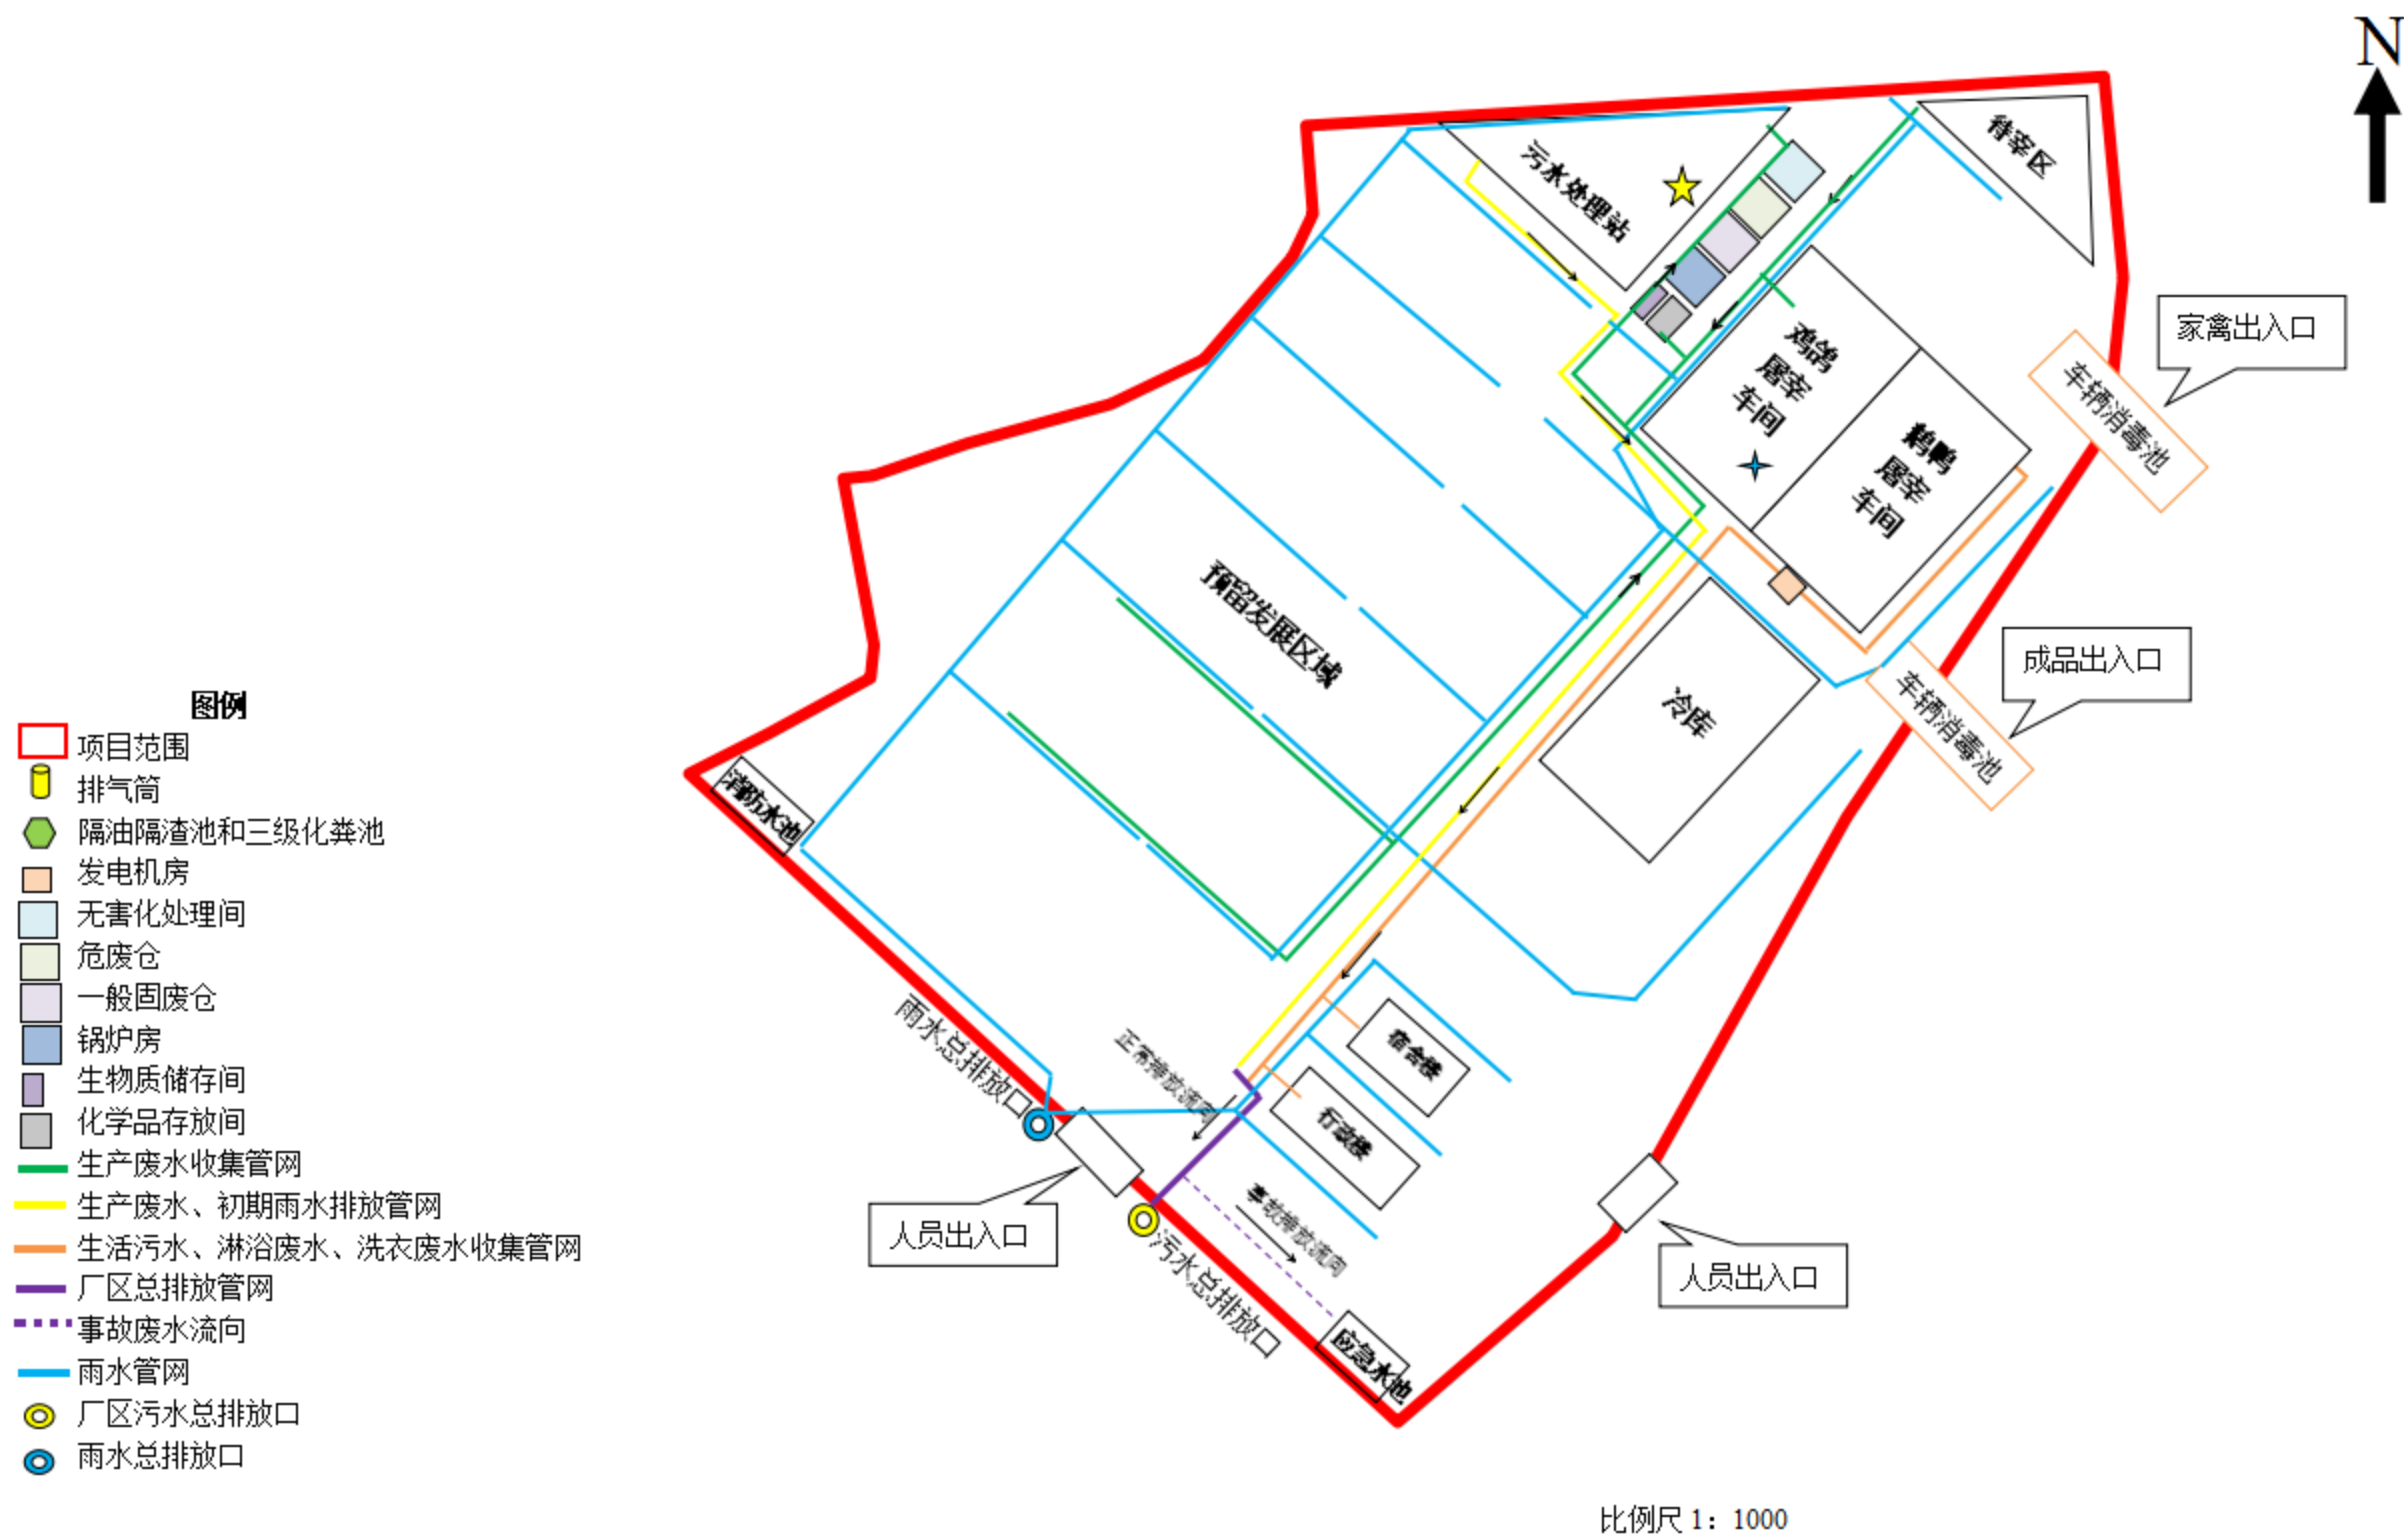 N
待宰区
污水处理站
家禽出入口
鸡鸽
屠宰
车间
车辆消毒池
鹅鸭
屠宰
车间
预留发展区域
成品出入口
冷库
车辆消毒池
消防水池
雨水总排放口
正常排放流向
宿舍楼
行政楼
人员出入口
事故排放流向
污水总排放口
人员出入口
应急水池
图例
项目范围
排气筒
隔油隔渣池和三级化粪池
发电机房
无害化处理间
危废仓
一般固废仓
锅炉房
生物质储存间
化学品存放间
生产废水收集管网
生产废水、初期雨水排放管网
生活污水、淋浴废水、洗衣废水收集管网
厂区总排放管网
事故废水流向
雨水管网
厂区污水总排放口
雨水总排放口
比例尺 1：1000